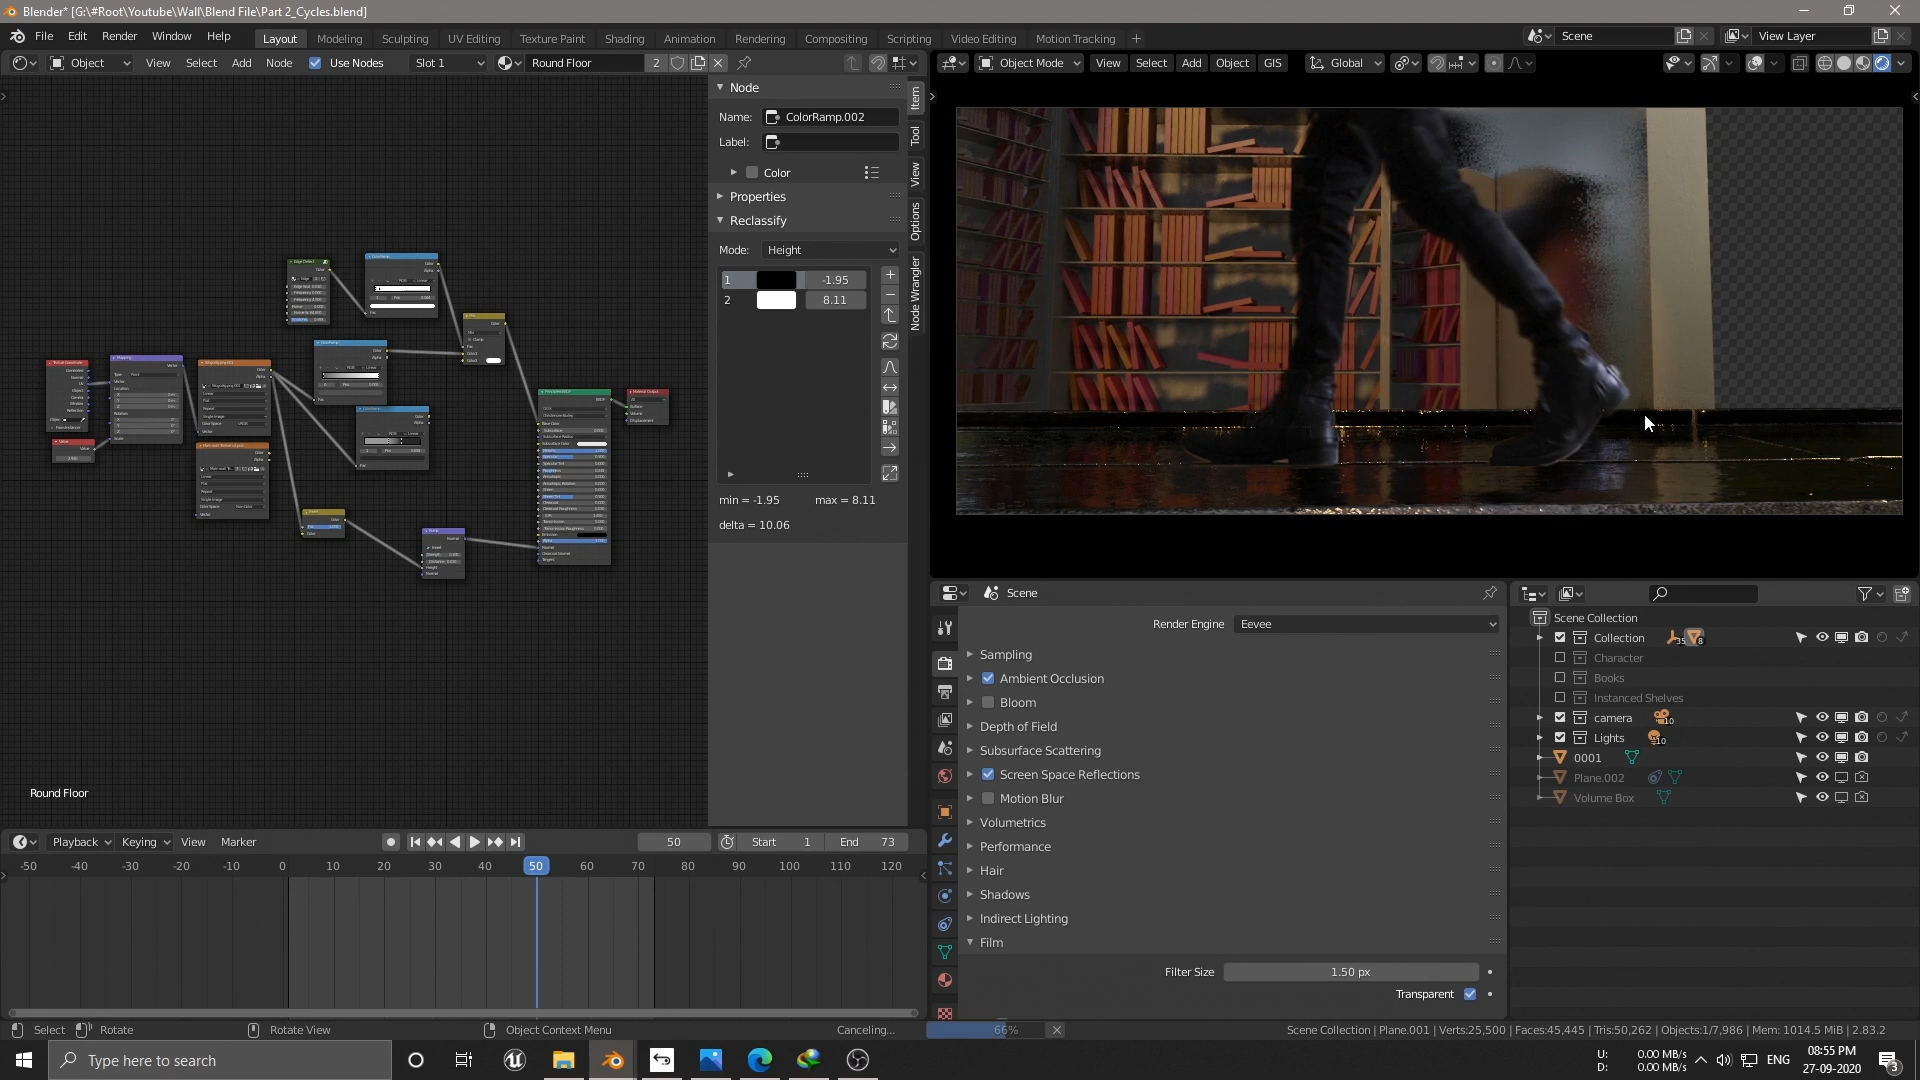 Blender* [G:\#Root\Youtube\Wall\Blend File\Part 2_Cycles.blend]
File Edit Render Window Help Layout Modeling Sculpting UV Editing Texture Paint Shading Animation Rendering Compositing Scripting Video Editing Motion Tracking + Scene View Layer
Object View Select Add Node Use Nodes Slot 1 Round Floor 2
Object Mode View Select Add Object GIS Global
Node
Name: ColorRamp.002
Label:
Color
Properties
Reclassify
Mode: Height
1 -1.95
2 8.11
min = -1.95 max = 8.11
delta = 10.06
Item
Tool
View
Options
Node Wrangler
Round Floor
Scene
Render Engine Eevee
Sampling
Ambient Occlusion
Bloom
Depth of Field
Subsurface Scattering
Screen Space Reflections
Motion Blur
Volumetrics
Performance
Hair
Shadows
Indirect Lighting
Film
Filter Size 1.50 px
Transparent
Scene Collection
Collection 35 8
Character
Books
Instanced Shelves
camera 10
Lights 10
0001
Plane.002
Volume Box
Playback Keying View Marker 50 Start 1 End 73
-50 -40 -30 -20 -10 0 10 20 30 40 50 60 70 80 90 100 110 120
Select Rotate Rotate View Object Context Menu Canceling... 66% Scene Collection | Plane.001 | Verts:25,500 | Faces:45,445 | Tris:50,262 | Objects:1/7,986 | Mem: 1014.5 MiB | 2.83.2
Type here to search
U: 0.00 MB/s
D: 0.00 MB/s
ENG
08:55 PM
27-09-2020
3